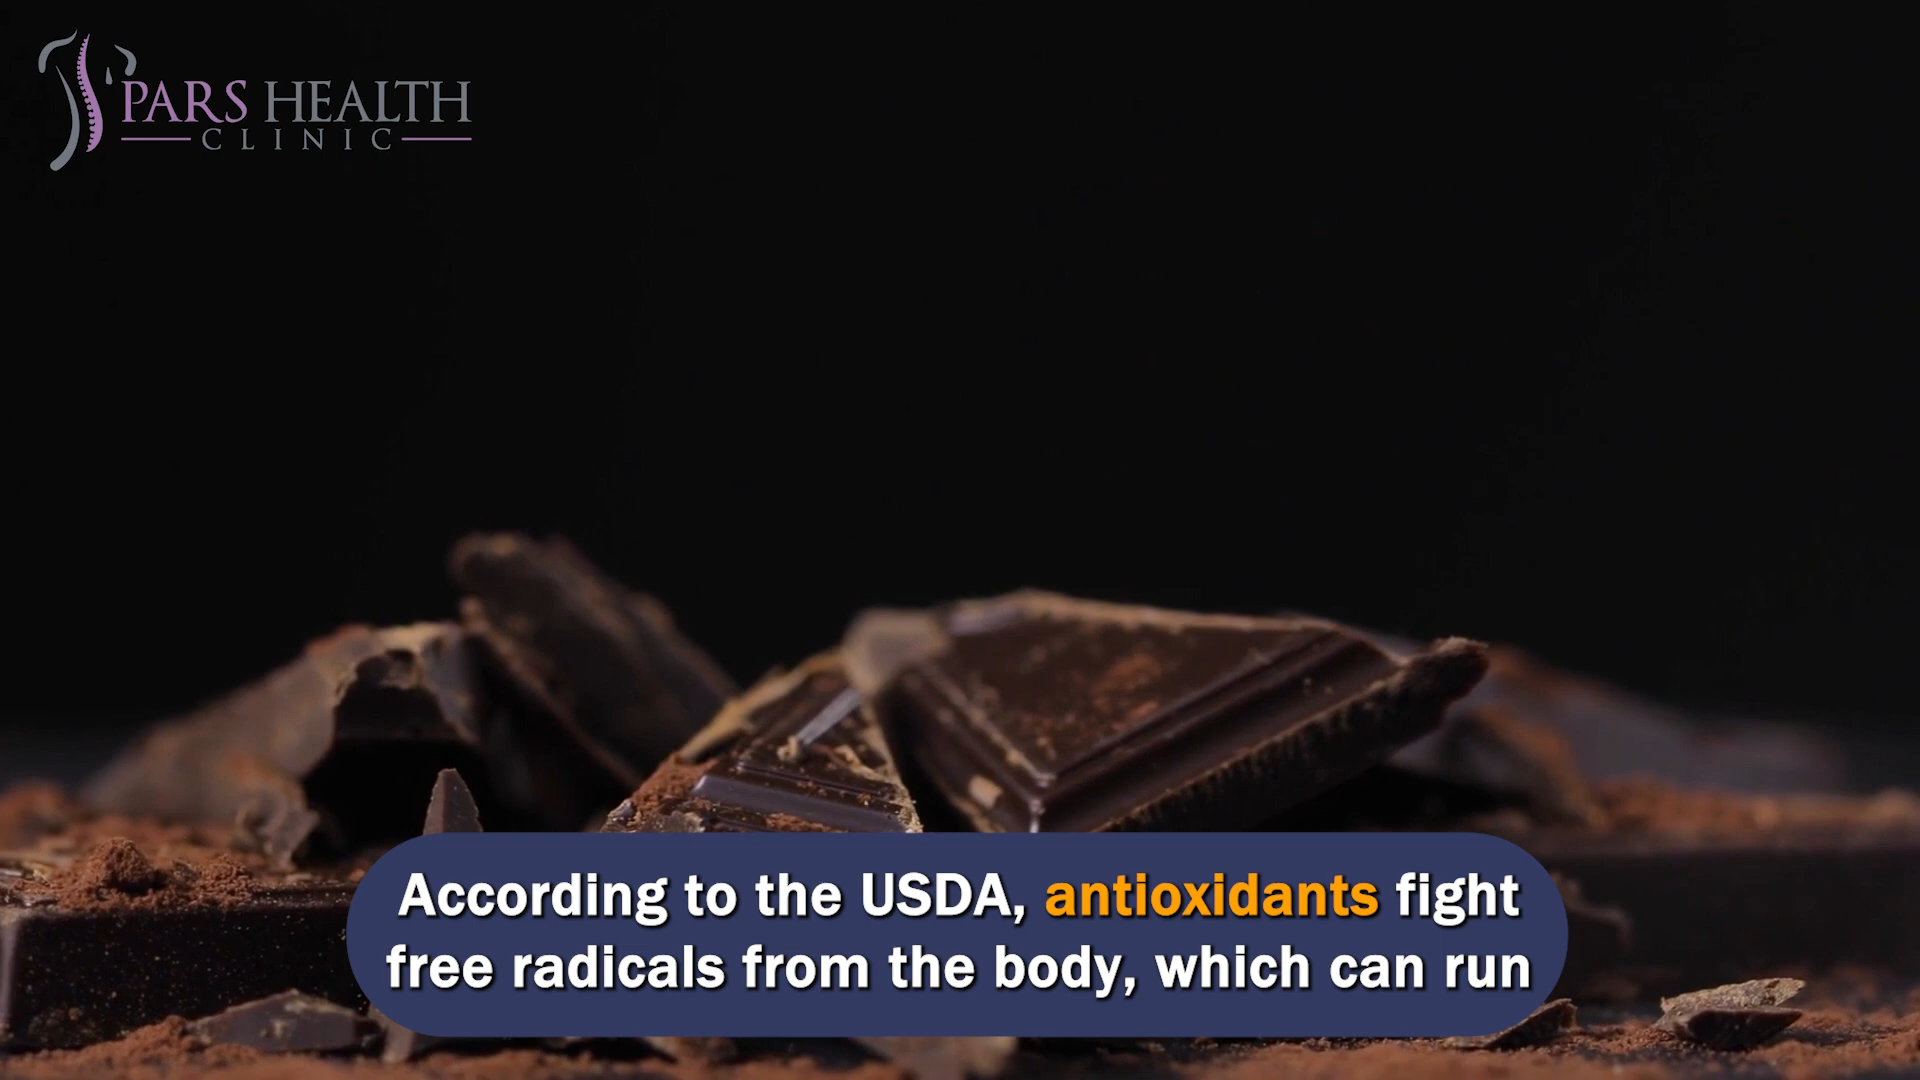 PARS HEALTH
CLINIC
According to the USDA, antioxidants fight
free radicals from the body, which can run